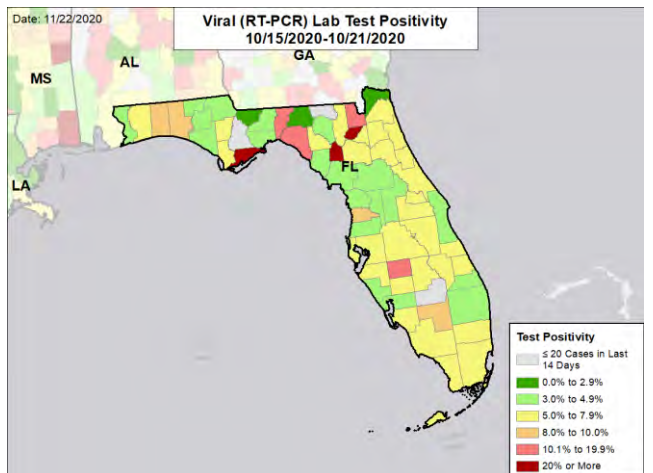 Date: 11/22/2020
Viral (RT-PCR) Lab Test Positivity
10/15/2020-10/21/2020
GA
AL
MS
LA
FL
Test Positivity
≤ 20 Cases in Last
14 Days
0.0% to 2.9%
3.0% to 4.9%
5.0% to 7.9%
8.0% to 10.0%
10.1% to 19.9%
20% or More